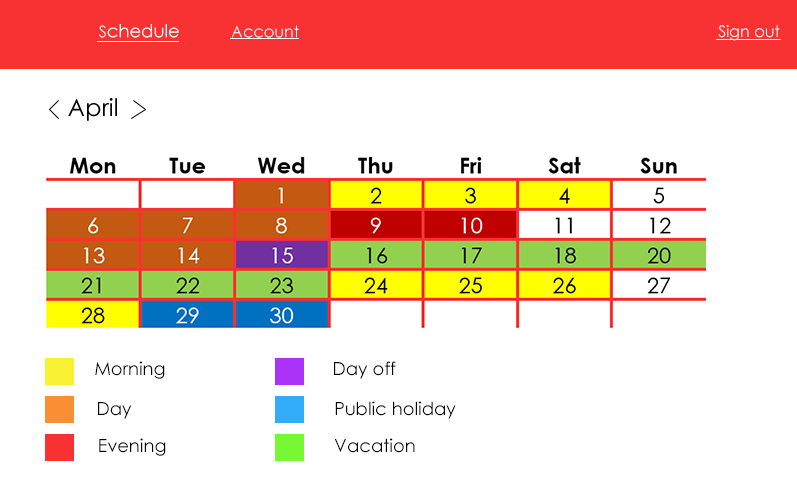 Schedule Account Sign out
< April >
Mon Tue Wed Thu Fri Sat Sun
1 2 3 4 5
6 7 8 9 10 11 12
13 14 15 16 17 18 20
21 22 23 24 25 26 27
28 29 30
Morning Day off
Day Public holiday
Evening Vacation